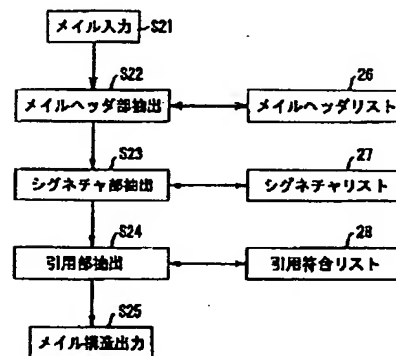 メイル入力 S21
S22 26
メイルヘッダ部抽出 メイルヘッダリスト
S23 27
シグネチャ部抽出 シグネチャリスト
S24 28
引用部抽出 引用符合リスト
S25
メイル構造出力